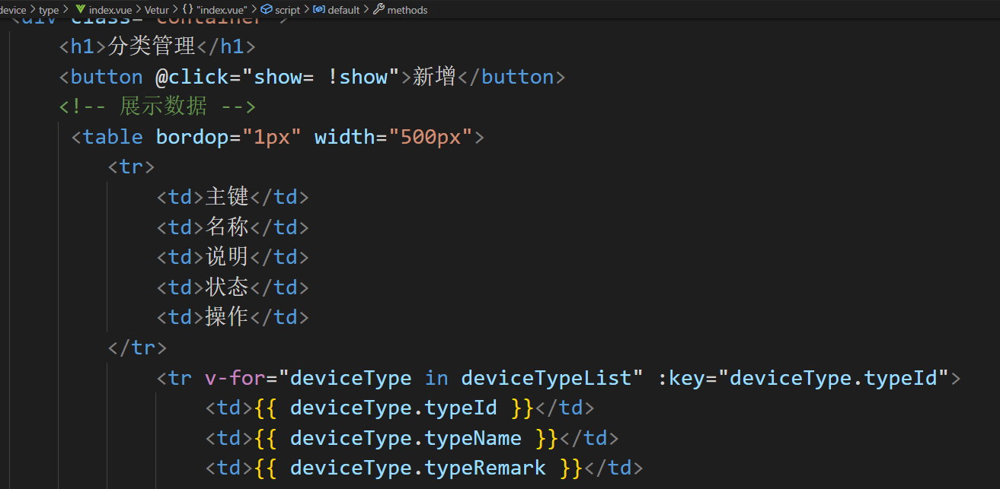 device > type > index.vue > Vetur > {} "index.vue" > script > default > methods
<div class="container">
<h1>分类管理</h1>
<button @click="show= !show">新增</button>
<!-- 展示数据 -->
<table bordop="1px" width="500px">
<tr>
<td>主键</td>
<td>名称</td>
<td>说明</td>
<td>状态</td>
<td>操作</td>
</tr>
<tr v-for="deviceType in deviceTypeList" :key="deviceType.typeId">
<td>{{ deviceType.typeId }}</td>
<td>{{ deviceType.typeName }}</td>
<td>{{ deviceType.typeRemark }}</td>